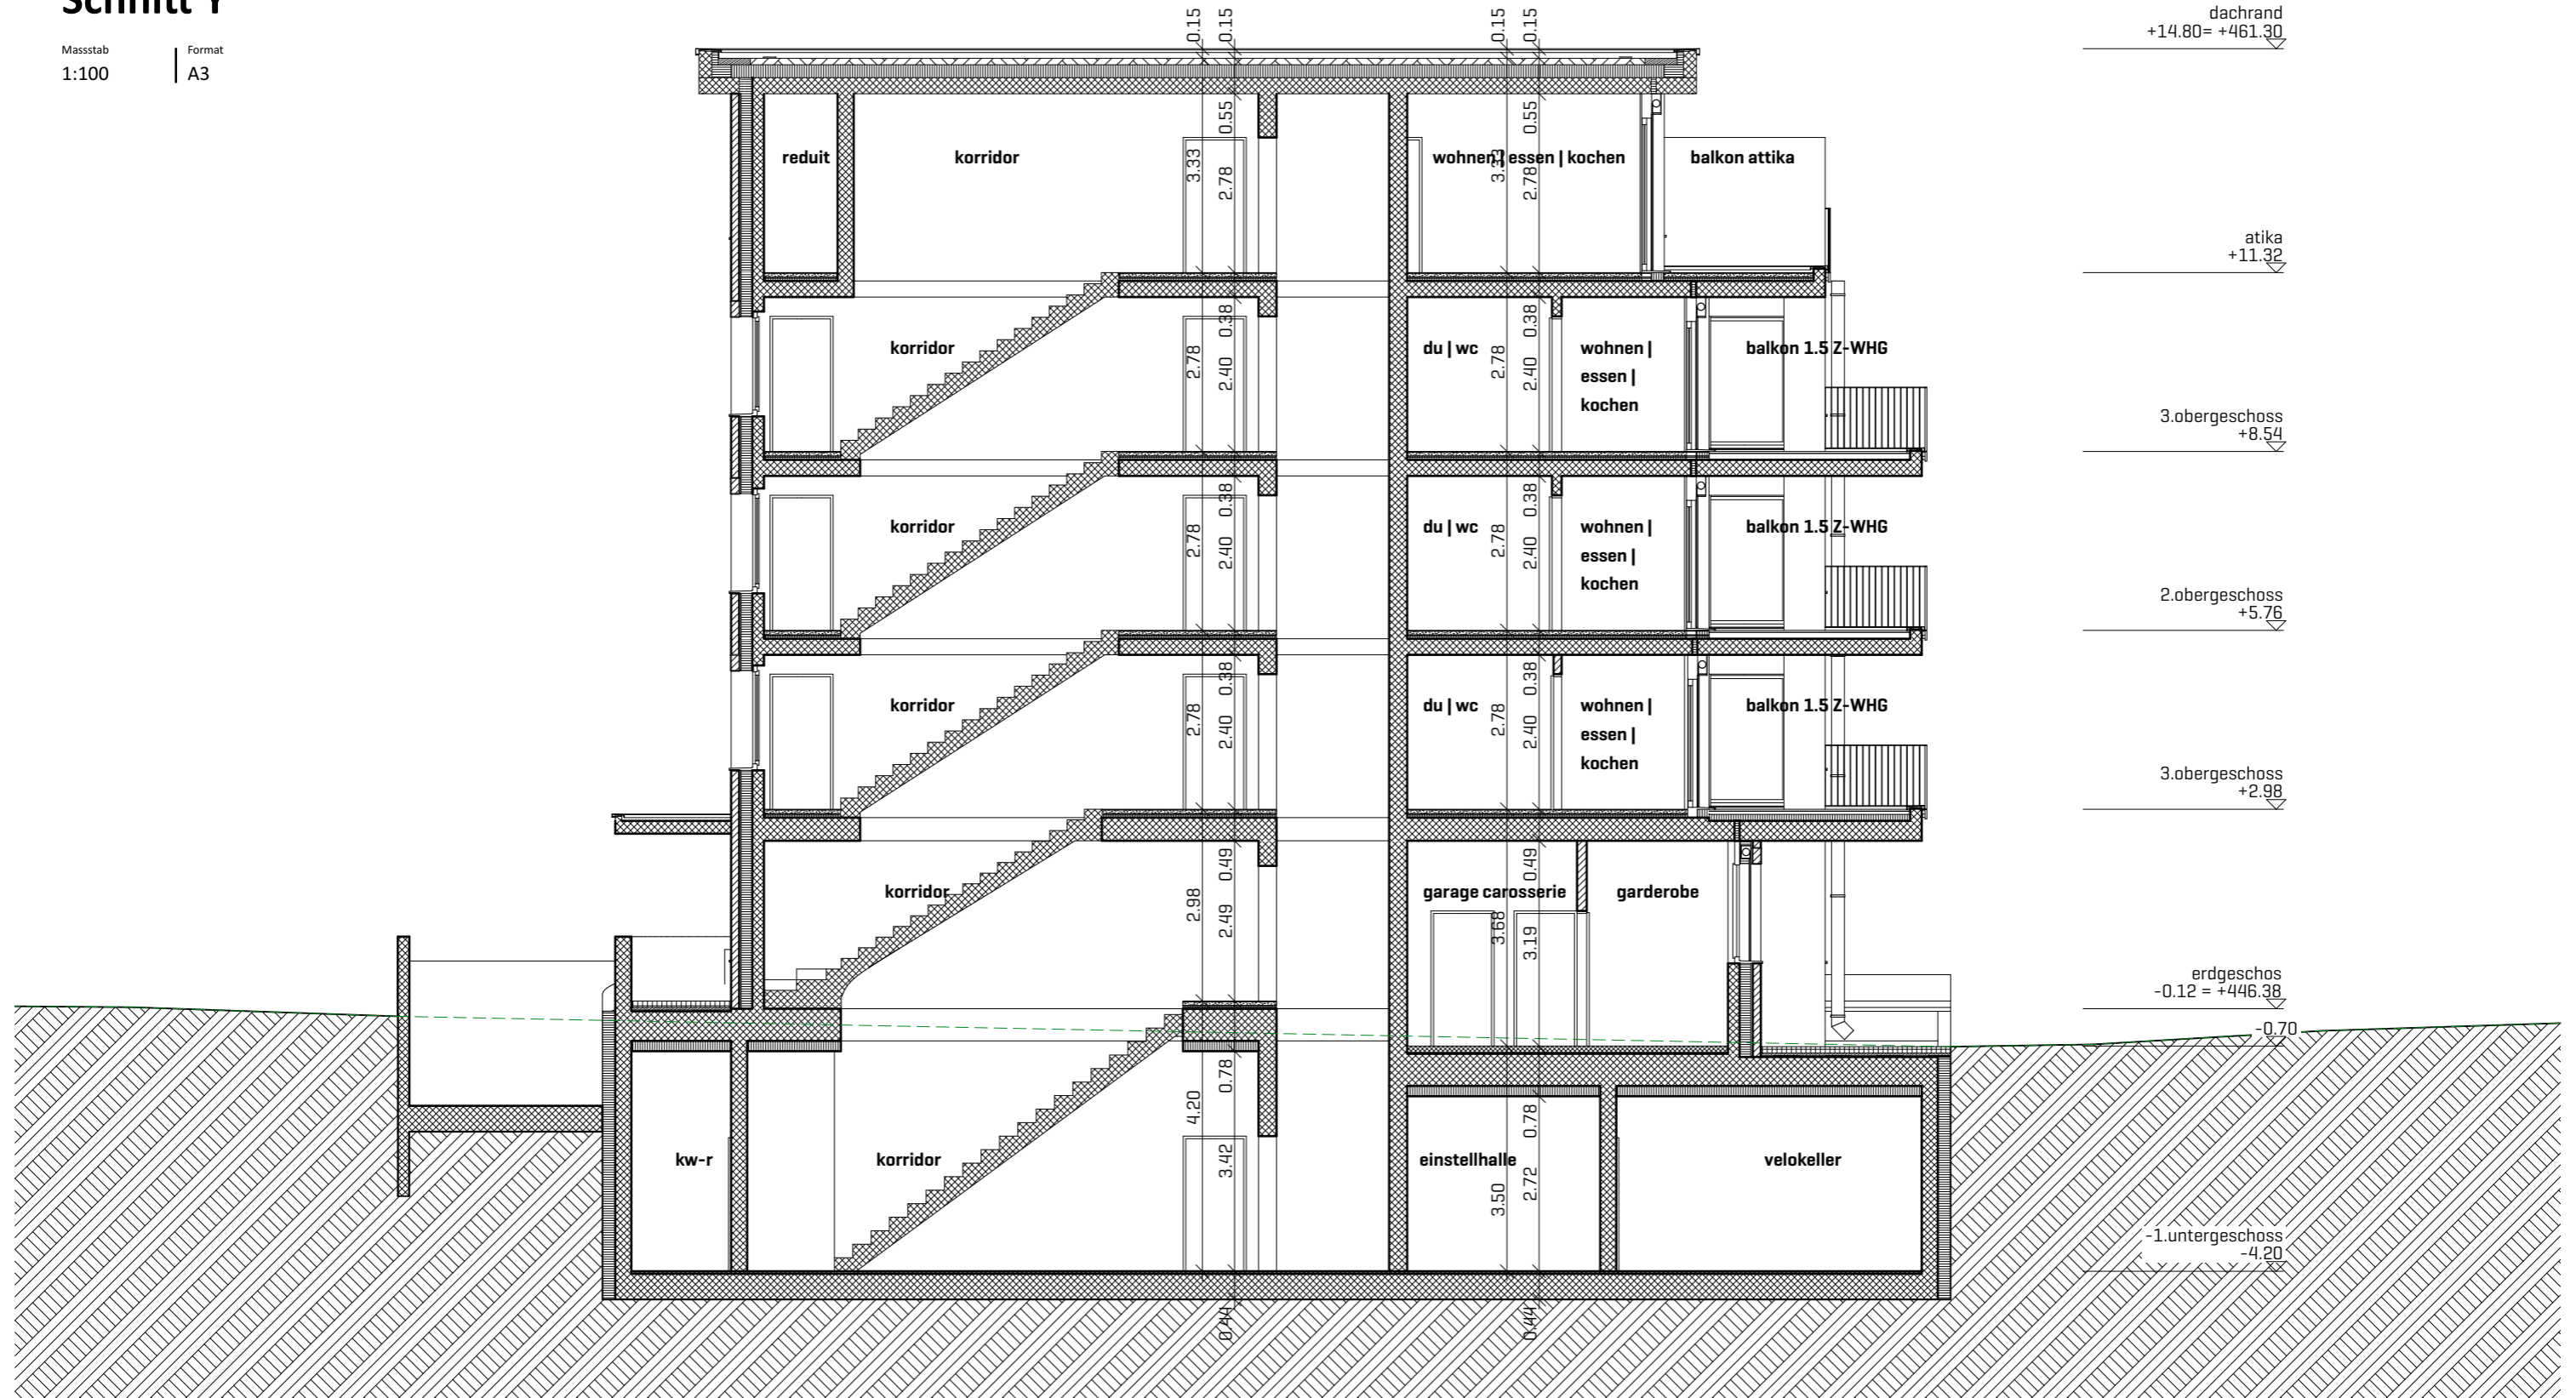 Schnitt Y
Massstab
1:100
Format
A3
0.15
0.15
0.15
0.15
dachrand
+14.80= +461.30
0.55
0.55
reduit
korridor
3.33
2.78
wohnen | essen | kochen
3.33
2.78
balkon attika
atika
+11.32
korridor
2.78
0.38
2.40
du | wc
2.78
0.38
2.40
wohnen |
essen |
kochen
balkon 1.5 Z-WHG
3.obergeschoss
+8.54
korridor
2.78
0.38
2.40
du | wc
2.78
0.38
2.40
wohnen |
essen |
kochen
balkon 1.5 Z-WHG
2.obergeschoss
+5.76
korridor
2.78
0.38
2.40
du | wc
2.78
0.38
2.40
wohnen |
essen |
kochen
balkon 1.5 Z-WHG
3.obergeschoss
+2.98
korridor
2.98
0.49
2.49
garage carosserie
3.68
0.49
3.19
garderobe
erdgeschos
-0.12 = +446.38
-0.70
kw-r
korridor
4.20
0.78
3.42
einstellhalle
3.50
0.78
2.72
velokeller
-1.untergeschoss
-4.20
0.44
0.44